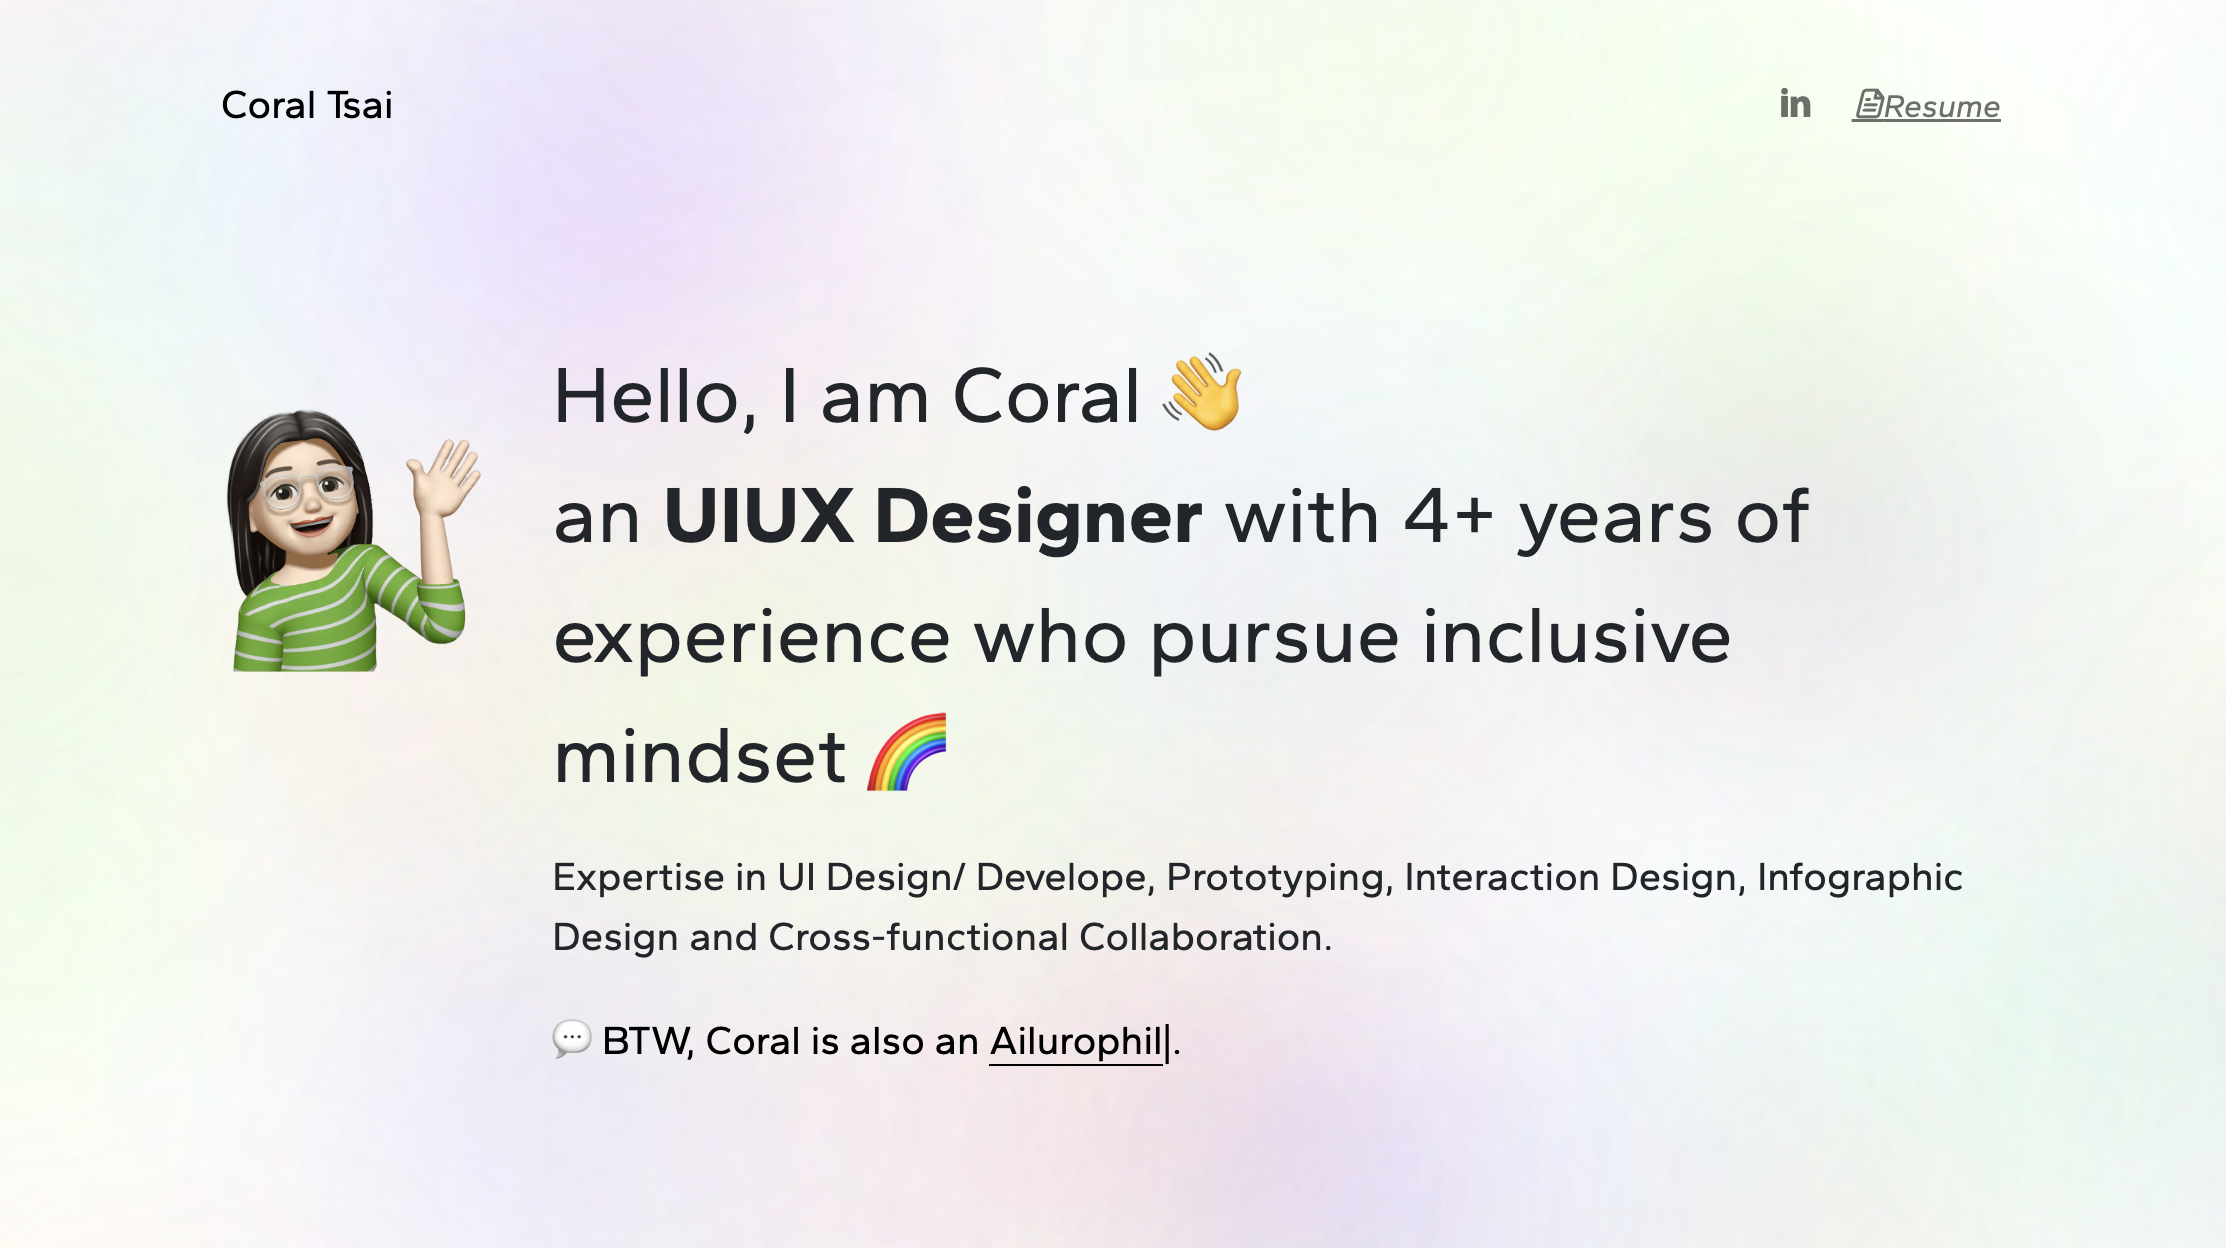 Coral Tsai
in Resume
Hello, I am Coral 👋
an UIUX Designer with 4+ years of
experience who pursue inclusive
mindset 🌈
Expertise in UI Design/ Develope, Prototyping, Interaction Design, Infographic
Design and Cross-functional Collaboration.
💬 BTW, Coral is also an Ailurophil|.